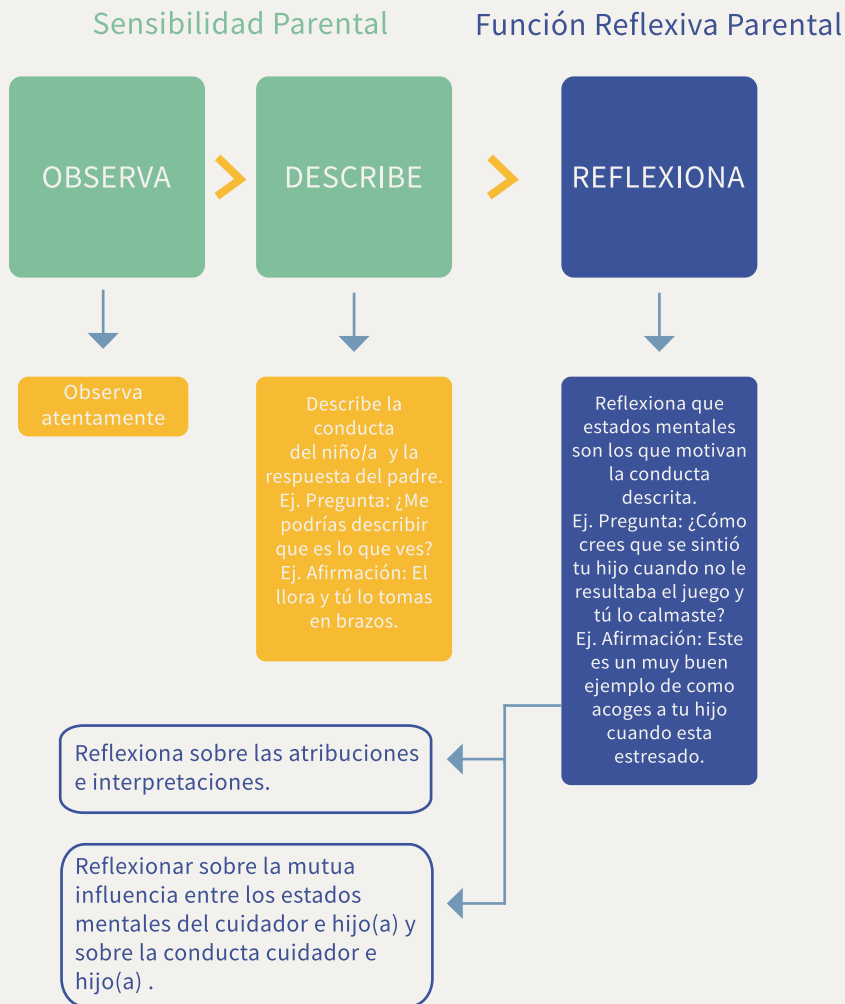 Sensibilidad Parental
Función Reflexiva Parental
OBSERVA
DESCRIBE
REFLEXIONA
Observa
atentamente
Describe la
conducta
del niño/a y la
respuesta del padre.
Ej. Pregunta: ¿Me
podrías describir
que es lo que ves?
Ej. Afirmación: El
llora y tú lo tomas
en brazos.
Reflexiona que
estados mentales
son los que motivan
la conducta
descrita.
Ej. Pregunta: ¿Cómo
crees que se sintió
tu hijo cuando no le
resultaba el juego y
tú lo calmaste?
Ej. Afirmación: Este
es un muy buen
ejemplo de como
acoges a tu hijo
cuando esta
estresado.
Reflexiona sobre las atribuciones
e interpretaciones.
Reflexionar sobre la mutua
influencia entre los estados
mentales del cuidador e hijo(a) y
sobre la conducta cuidador e
hijo(a) .